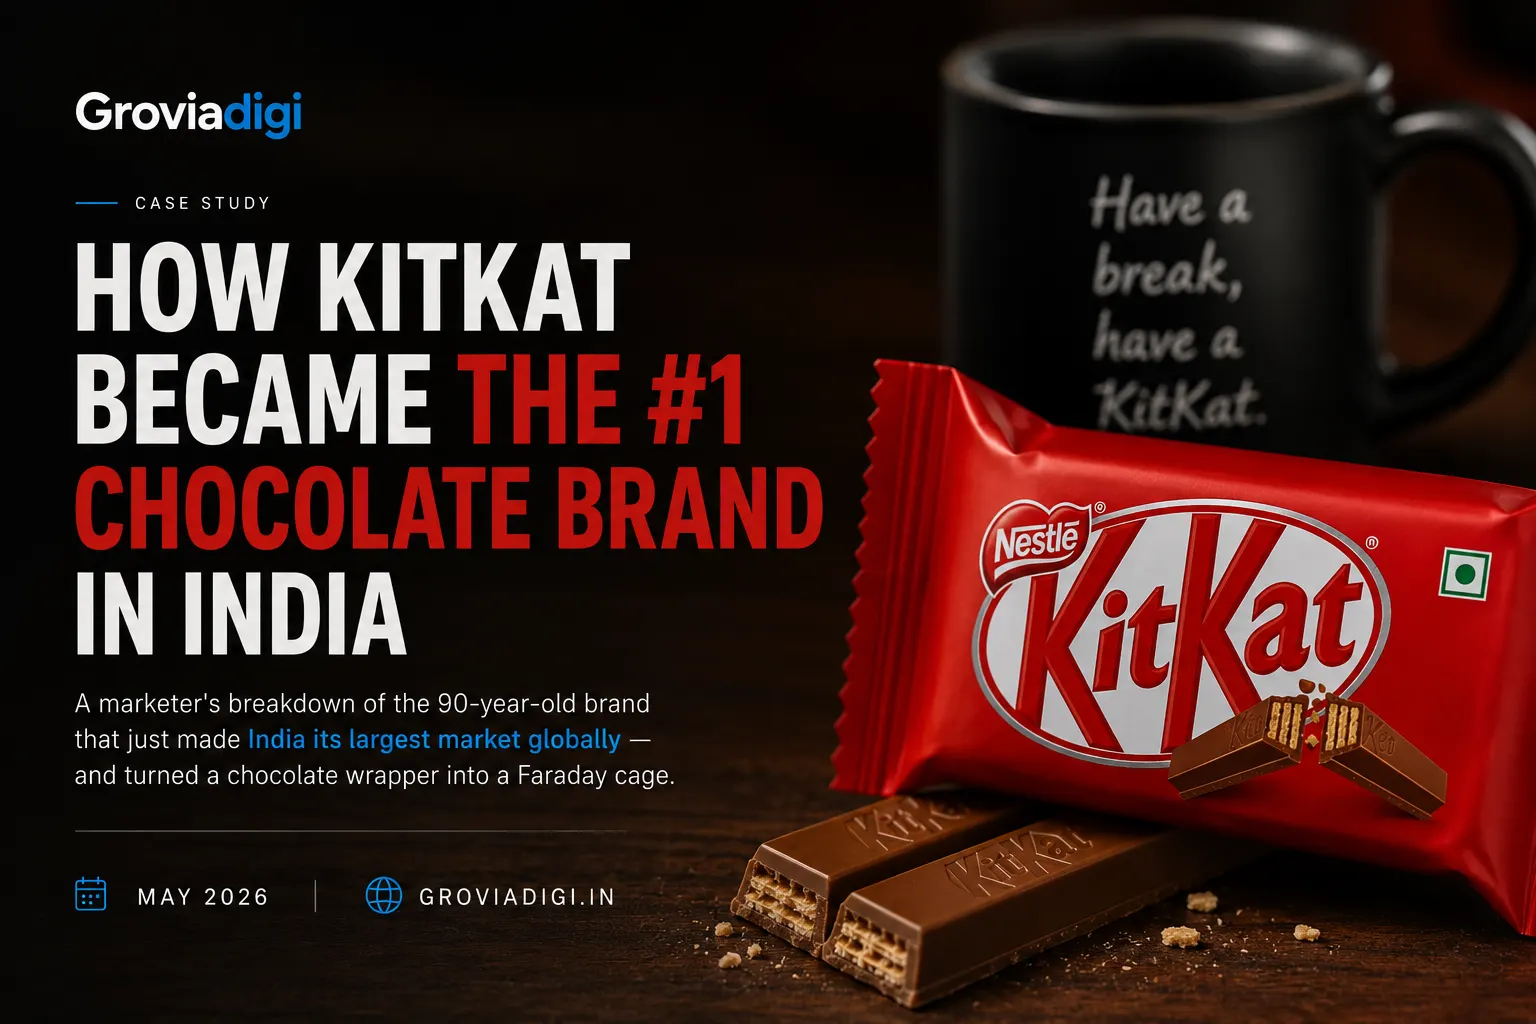 Groviadigi
CASE STUDY
HOW KITKAT
BECAME THE #1
CHOCOLATE BRAND
IN INDIA
A marketer's breakdown of the 90-year-old brand
that just made India its largest market globally —
and turned a chocolate wrapper into a Faraday cage.
MAY 2026
GROVIADIGI.IN
Have a
break,
have a
KitKat.
Nestlé
KitKat
KitKat
KitKat